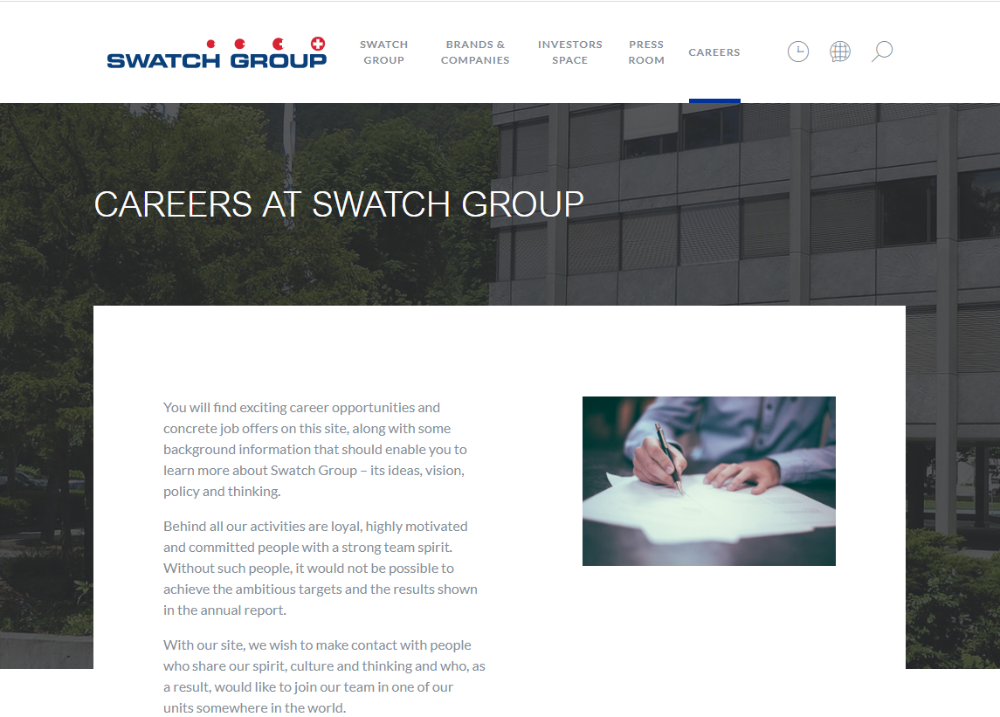 SWATCH GROUP
SWATCH
GROUP
BRANDS &
COMPANIES
INVESTORS
SPACE
PRESS
ROOM
CAREERS
CAREERS AT SWATCH GROUP
You will find exciting career opportunities and
concrete job offers on this site, along with some
background information that should enable you to
learn more about Swatch Group – its ideas, vision,
policy and thinking.
Behind all our activities are loyal, highly motivated
and committed people with a strong team spirit.
Without such people, it would not be possible to
achieve the ambitious targets and the results shown
in the annual report.
With our site, we wish to make contact with people
who share our spirit, culture and thinking and who, as
a result, would like to join our team in one of our
units somewhere in the world.